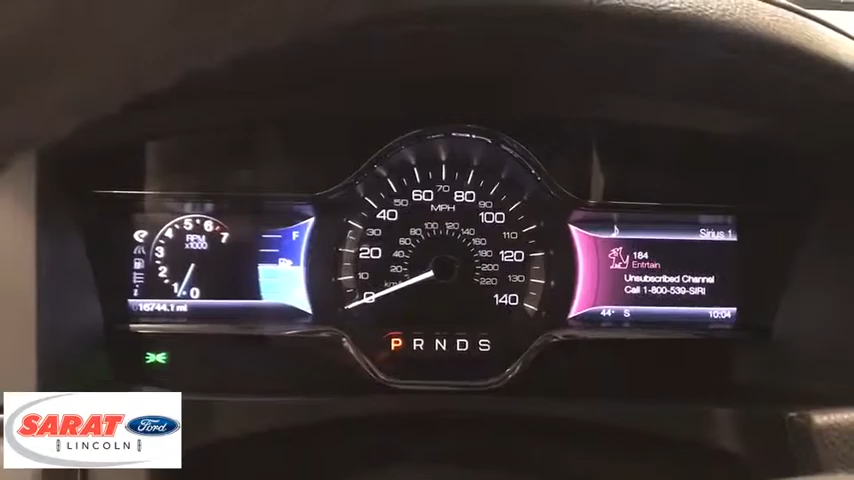 1 2 3 4 5 6 7
RPM
x1000
0
16744.1 mi
F
0 10 20 30 40 50 60 70 80 90 100 110 120 130 140
MPH
40 60 80 100 120 140 160 180 200 220
km/h
P R N D S
Sirius 1
184
Entrtain
Unsubscribed Channel
Call 1-800-539-SIRI
44° S
10:04
SARAT
Ford
LINCOLN